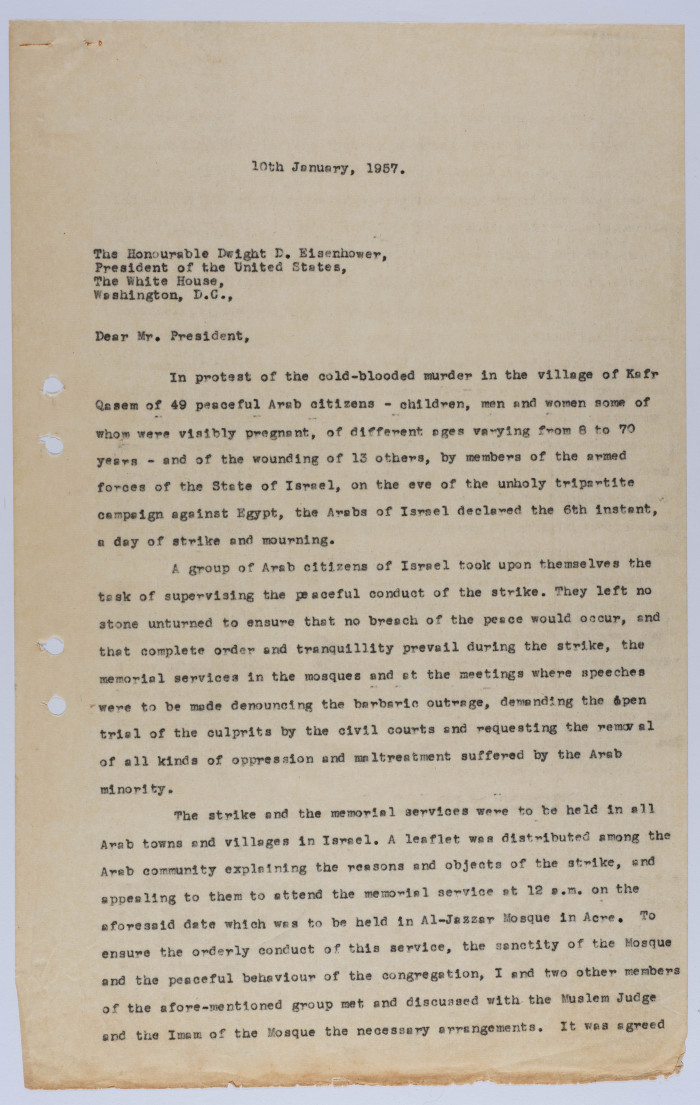 10th January, 1957.
The Honourable Dwight D. Eisenhower,
President of the United States,
The White House,
Washington, D.C.,
Dear Mr. President,
In protest of the cold-blooded murder in the village of Kafr
Qasem of 49 peaceful Arab citizens - children, men and women some of
whom were visibly pregnant, of different ages varying from 8 to 70
years - and of the wounding of 13 others, by members of the armed
forces of the State of Israel, on the eve of the unholy tripartite
campaign against Egypt, the Arabs of Israel declared the 6th instant,
a day of strike and mourning.
A group of Arab citizens of Israel took upon themselves the
task of supervising the peaceful conduct of the strike. They left no
stone unturned to ensure that no breach of the peace would occur, and
that complete order and tranquillity prevail during the strike, the
memorial services in the mosques and at the meetings where speeches
were to be made denouncing the barbaric outrage, demanding the open
trial of the culprits by the civil courts and requesting the removal
of all kinds of oppression and maltreatment suffered by the Arab
minority.
The strike and the memorial services were to be held in all
Arab towns and villages in Israel. A leaflet was distributed among the
Arab community explaining the reasons and objects of the strike, and
appealing to them to attend the memorial service at 12 a.m. on the
aforesaid date which was to be held in Al-Jazzar Mosque in Acre. To
ensure the orderly conduct of this service, the sanctity of the Mosque
and the peaceful behaviour of the congregation, I and two other members
of the afore-mentioned group met and discussed with the Muslem Judge
and the Imam of the Mosque the necessary arrangements. It was agreed